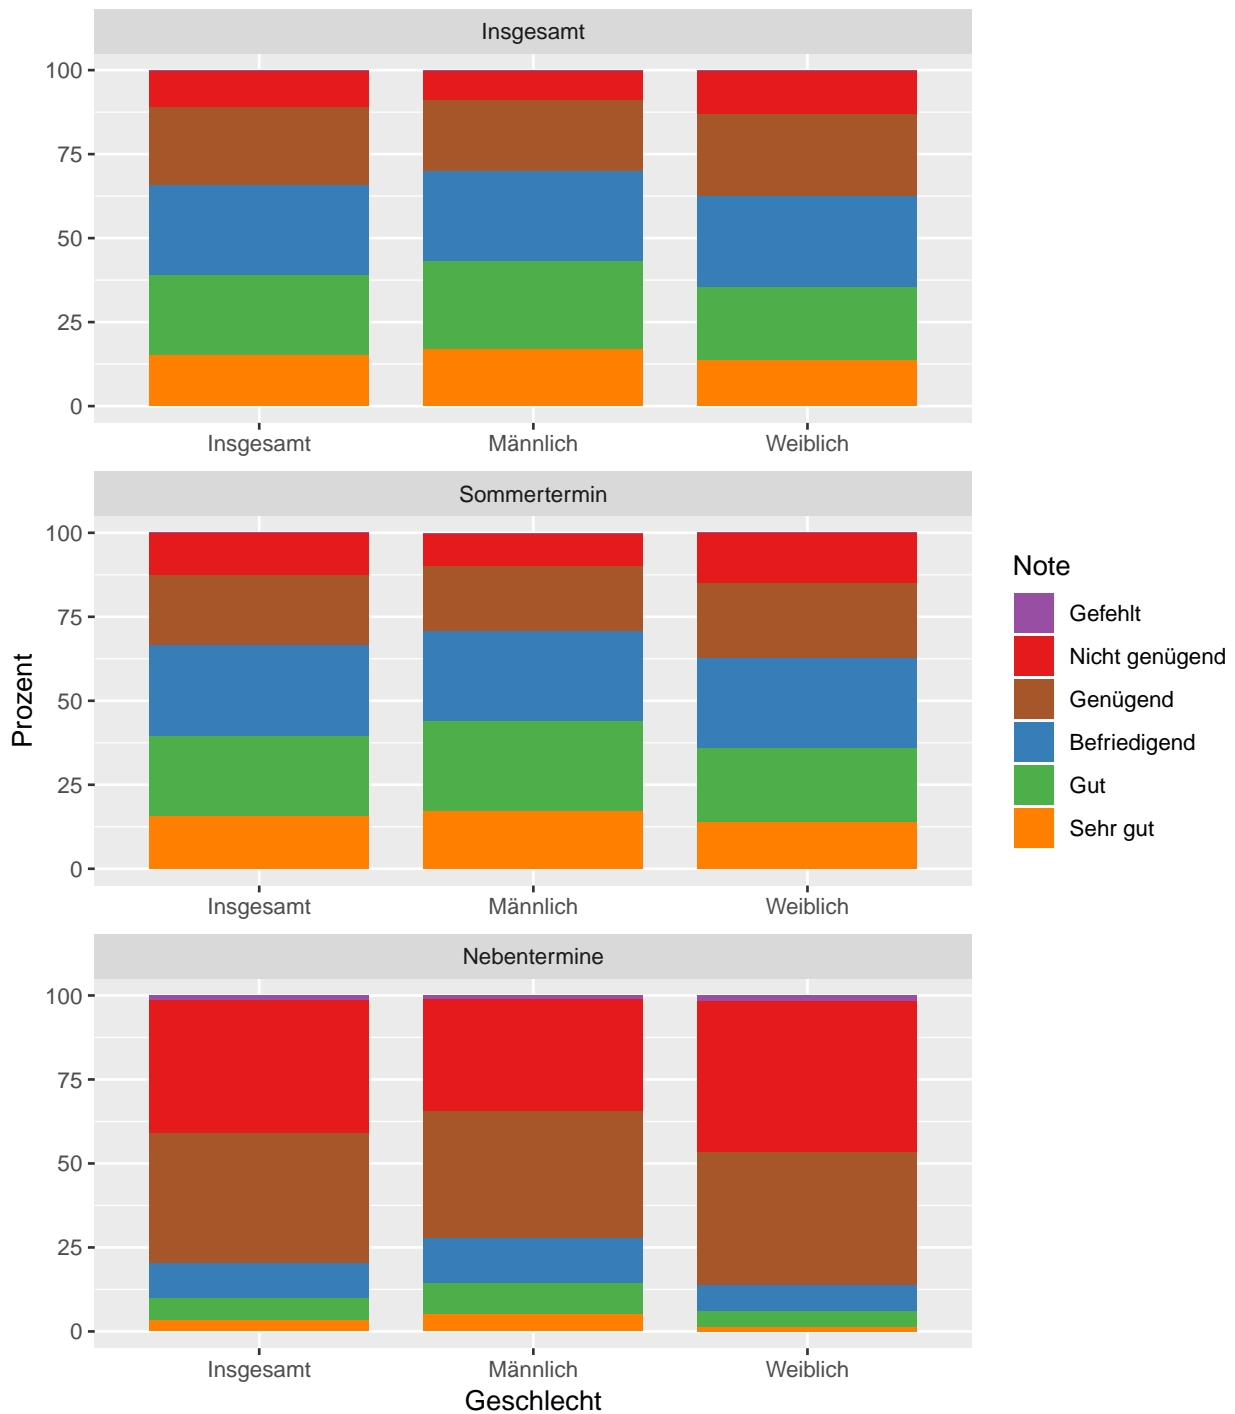 Insgesamt
100
75
50
25
0
Insgesamt Männlich Weiblich
Sommertermin
100
75
50
25
0
Insgesamt Männlich Weiblich
Nebentermine
100
75
50
25
0
Insgesamt Männlich Weiblich
Geschlecht
Prozent
Note
Gefehlt
Nicht genügend
Genügend
Befriedigend
Gut
Sehr gut